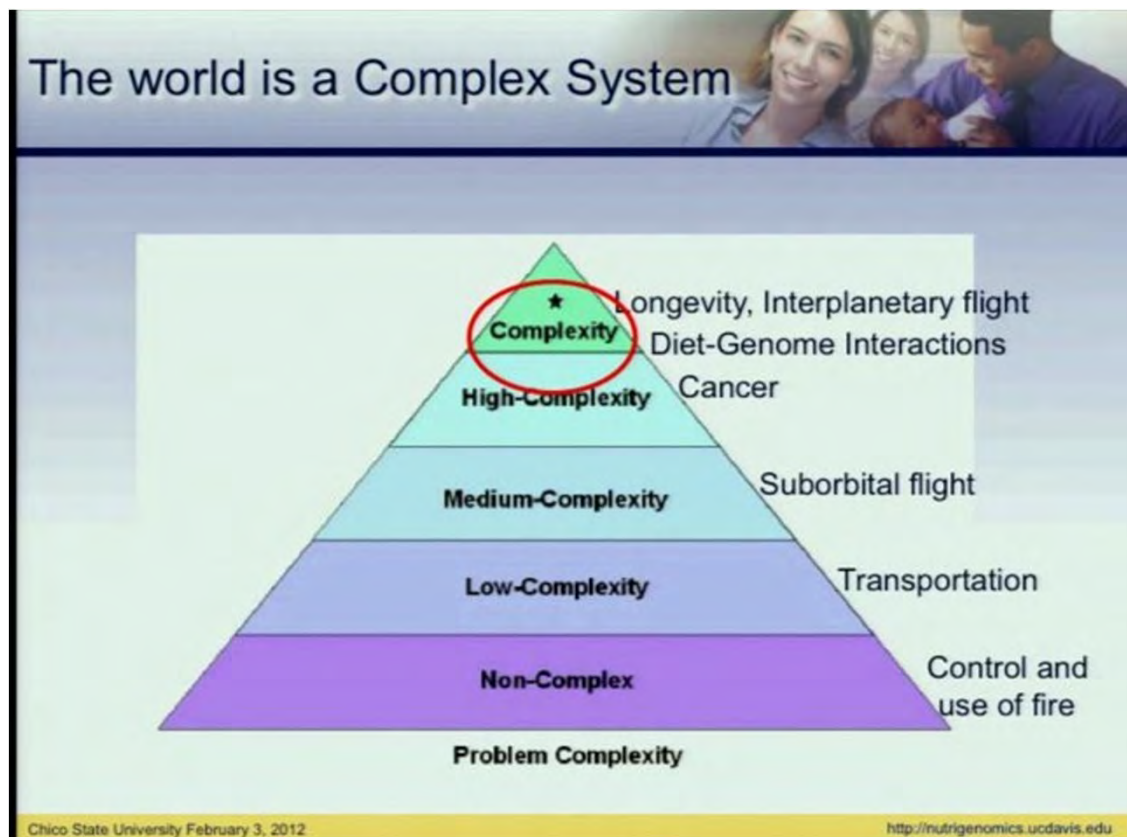 The world is a Complex System
★
Longevity, Interplanetary flight
Complexity
Diet-Genome Interactions
Cancer
High-Complexity
Suborbital flight
Medium-Complexity
Transportation
Low-Complexity
Control and
use of fire
Non-Complex
Problem Complexity
Chico State University February 3, 2012
http://nutrigenomics.ucdavis.edu